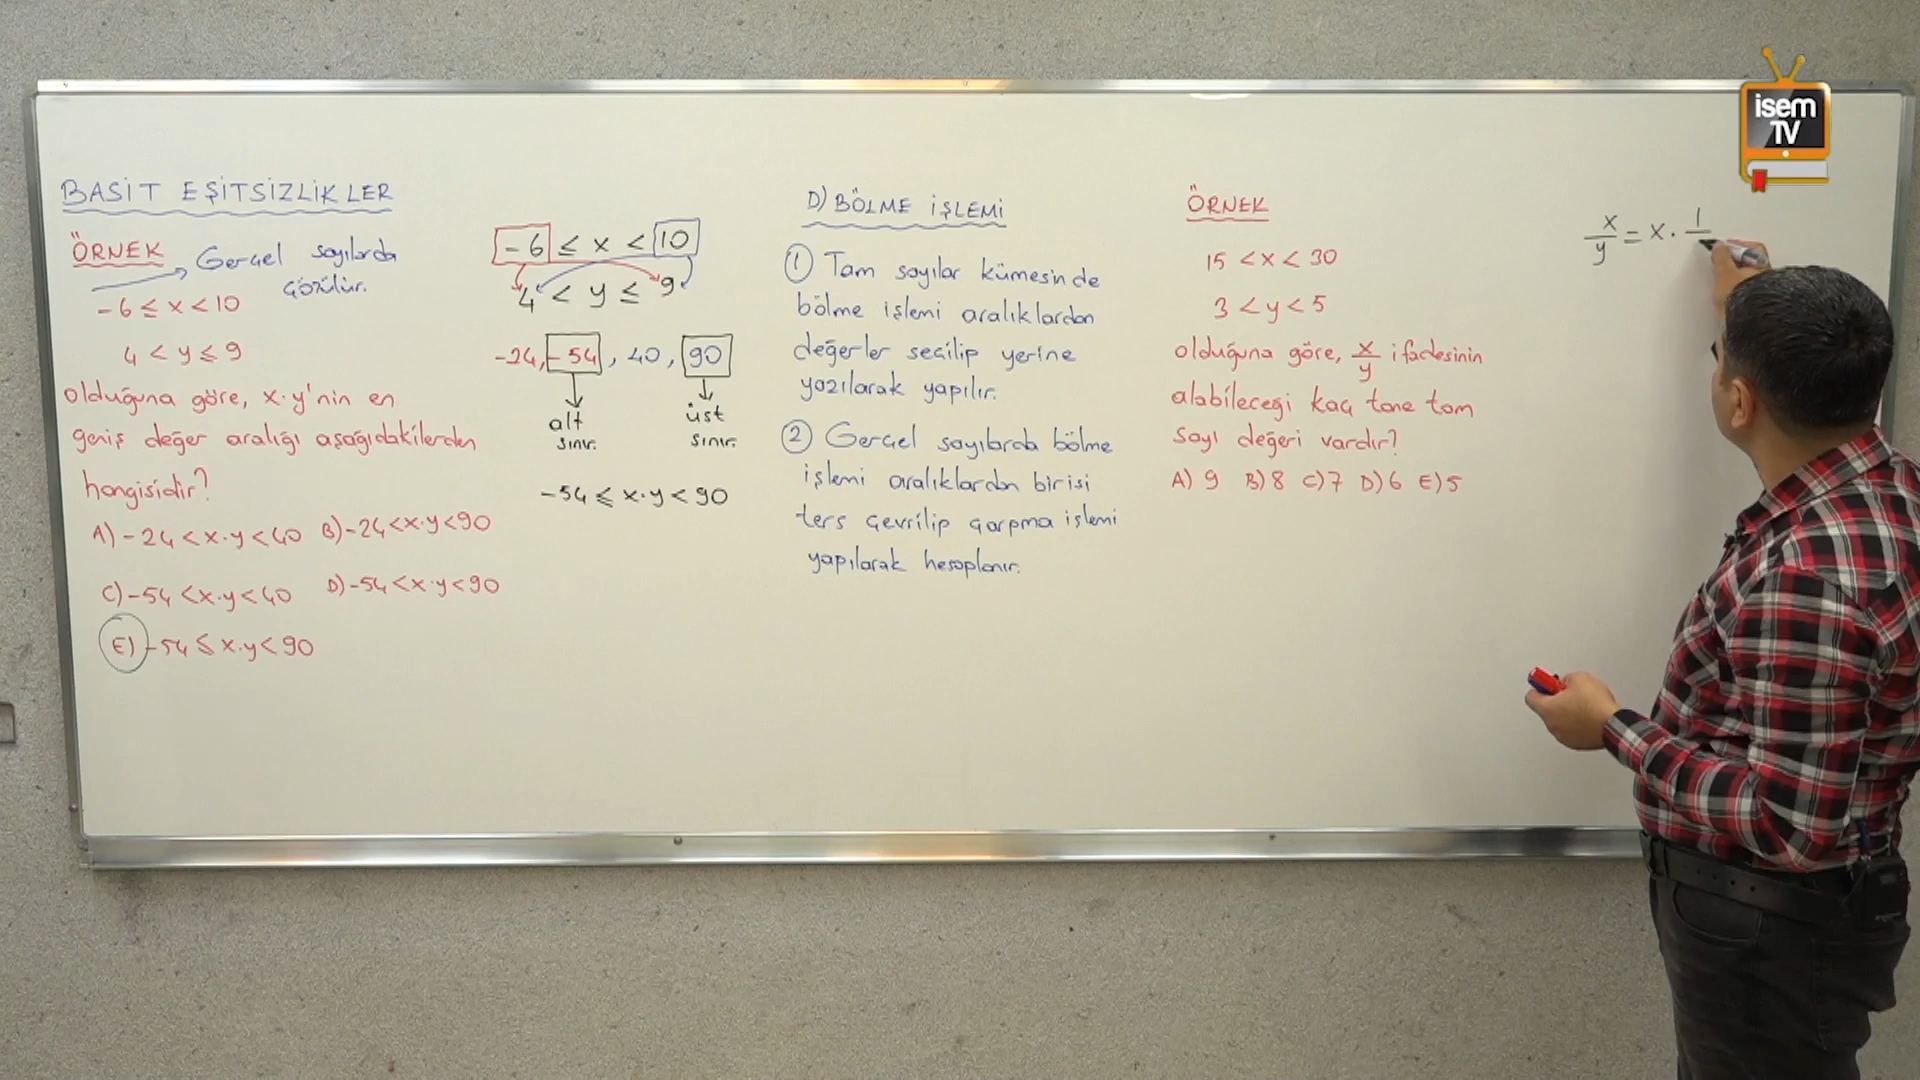 BASİT EŞİTSİZLİKLER
ÖRNEK
Gerçel sayılarda
çözülür.
-6 ≤ x < 10
4 < y ≤ 9
olduğuna göre, x·y'nin en
geniş değer aralığı aşağıdakilerden
hangisidir?
A) -24 < x·y < 40 B) -24 < x·y < 90
C) -54 < x·y < 40 D) -54 < x·y < 90
E) -54 ≤ x·y < 90
-6 ≤ x < 10
4 < y ≤ 9
-24, -54, 40, 90
alt üst
sınır. sınır.
-54 ≤ x·y < 90
D) BÖLME İŞLEMİ
1 Tam sayılar kümesinde
bölme işlemi aralıklardan
değerler seçilip yerine
yazılarak yapılır.
2 Gerçel sayılarda bölme
işlemi aralıklardan birisi
ters çevrilip çarpma işlemi
yapılarak hesaplanır.
ÖRNEK
15 < x < 30
3 < y < 5
olduğuna göre, x/y ifadesinin
alabileceği kaç tane tam
sayı değeri vardır?
A) 9 B) 8 C) 7 D) 6 E) 5
x/y = x · 1/
isem
TV